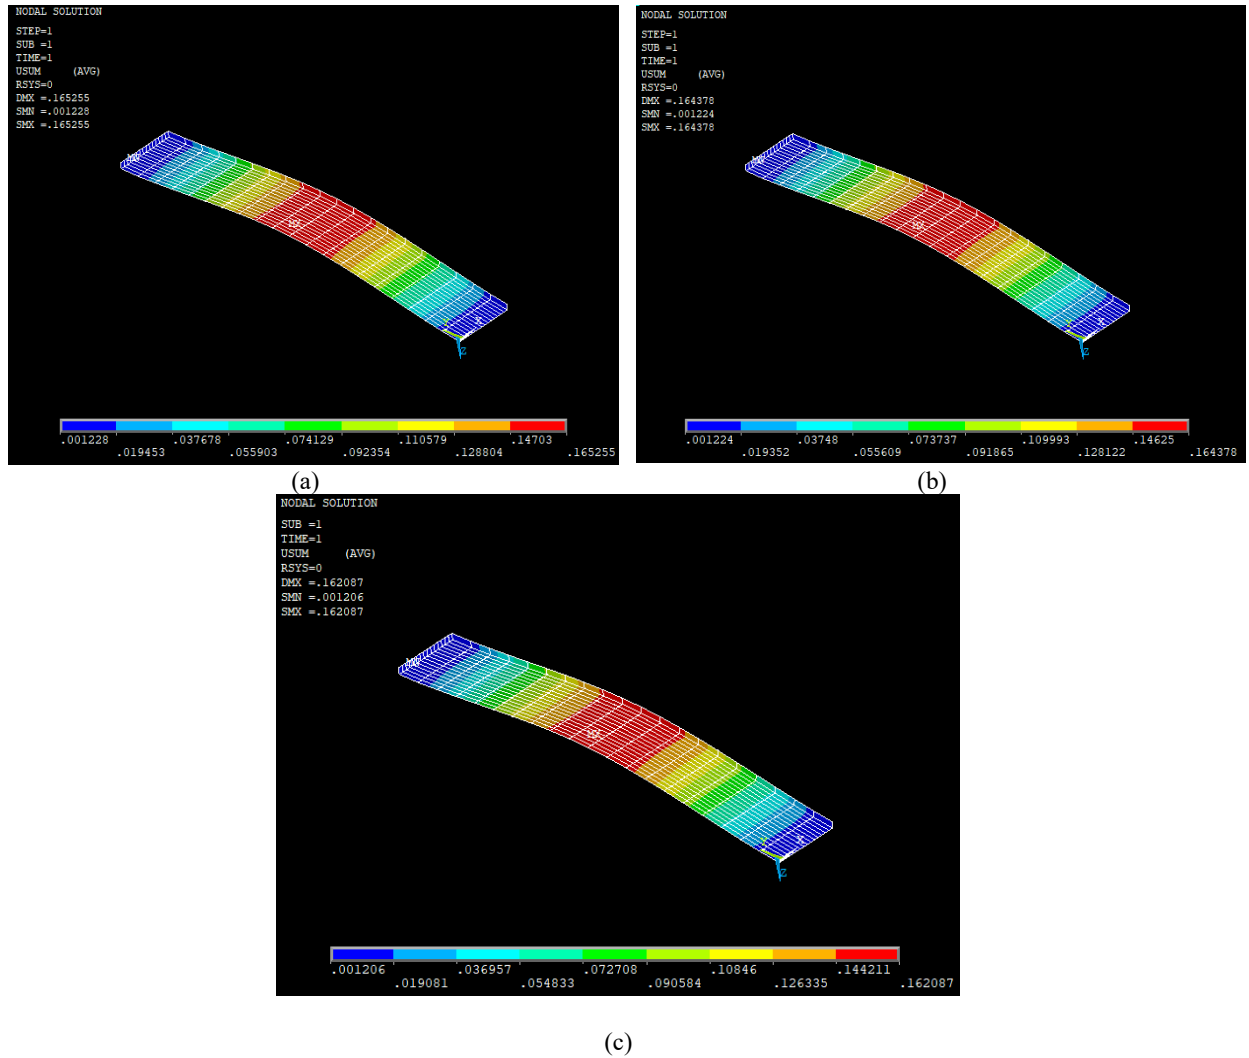 NODAL SOLUTION
STEP=1
SUB =1
TIME=1
USUM (AVG)
RSYS=0
DMX =.165255
SMN =.001228
SMX =.165255
MN
MX
Y
X
Z
.001228 .037678 .074129 .110579 .14703
.019453 .055903 .092354 .128804 .165255
(a)
NODAL SOLUTION
STEP=1
SUB =1
TIME=1
USUM (AVG)
RSYS=0
DMX =.164378
SMN =.001224
SMX =.164378
MN
MX
Y
X
Z
.001224 .03748 .073737 .109993 .14625
.019352 .055609 .091865 .128122 .164378
(b)
NODAL SOLUTION
SUB =1
TIME=1
USUM (AVG)
RSYS=0
DMX =.162087
SMN =.001206
SMX =.162087
MN
MX
Y
X
Z
.001206 .036957 .072708 .10846 .144211
.019081 .054833 .090584 .126335 .162087
(c)